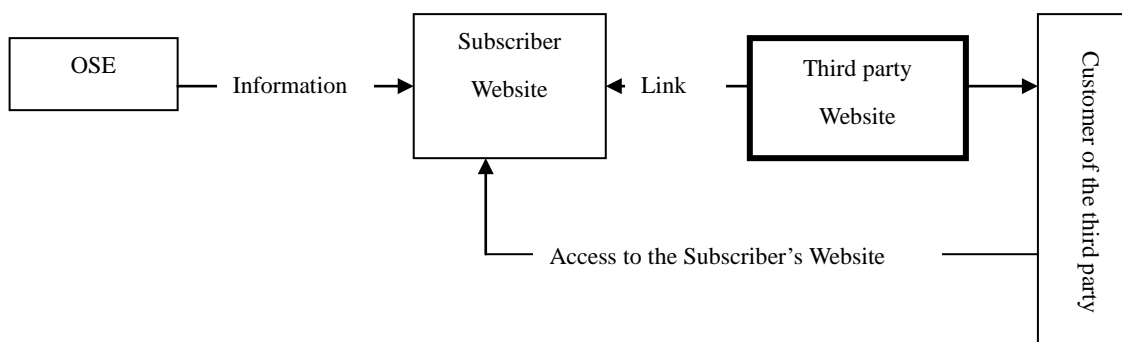 OSE
Information
Subscriber
Website
Link
Third party
Website
Customer of the third party
Access to the Subscriber’s Website